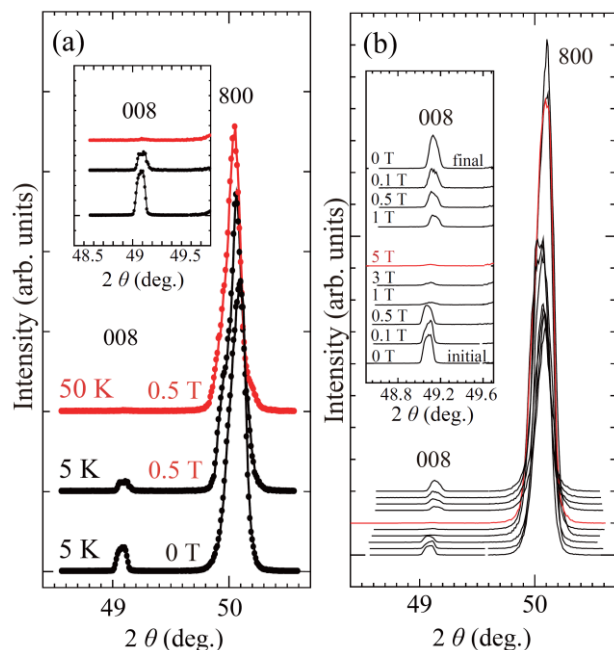 (a)
800
008
48.5 49 49.7
2 θ (deg.)
008
50 K 0.5 T
5 K 0.5 T
5 K 0 T
Intensity (arb. units)
49 50
2 θ (deg.)
(b)
800
008
0 T final
0.1 T
0.5 T
1 T
5 T
3 T
1 T
0.5 T
0.1 T
0 T initial
48.8 49.2 49.6
2 θ (deg.)
008
Intensity (arb. units)
49 50
2 θ (deg.)